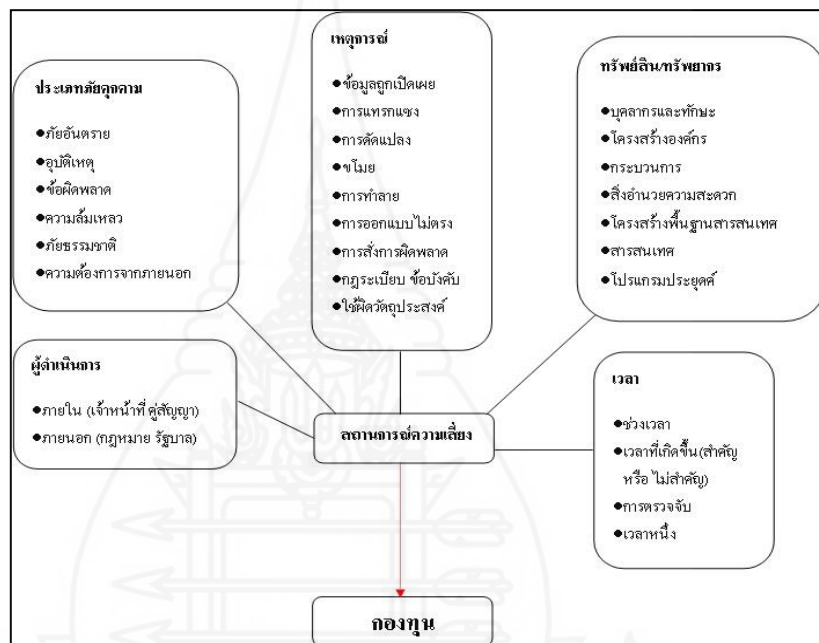 เหตุการณ์
●ข้อมูลถูกเปิดเผย
●การแทรกแซง
●การดัดแปลง
●ขโมย
●การทำลาย
●การออกแบบไม่ตรง
●การสั่งการผิดพลาด
●กฎระเบียบ ข้อบังคับ
●ใช้ผิดวัตถุประสงค์
ประเภทภัยคุกคาม
●ภัยอันตราย
●อุบัติเหตุ
●ข้อผิดพลาด
●ความล้มเหลว
●ภัยธรรมชาติ
●ความต้องการจากภายนอก
ทรัพย์สิน/ทรัพยากร
●บุคลากรและทักษะ
●โครงสร้างองค์กร
●กระบวนการ
●สิ่งอำนวยความสะดวก
●โครงสร้างพื้นฐานสารสนเทศ
●สารสนเทศ
●โปรแกรมประยุกต์
ผู้ดำเนินการ
●ภายใน (เจ้าหน้าที่ คู่สัญญา)
●ภายนอก (กฎหมาย รัฐบาล)
สถานการณ์ความเสี่ยง
เวลา
●ช่วงเวลา
●เวลาที่เกิดขึ้น(สำคัญ
หรือ ไม่สำคัญ)
●การตรวจจับ
●เวลาหนึ่ง
กองทุน